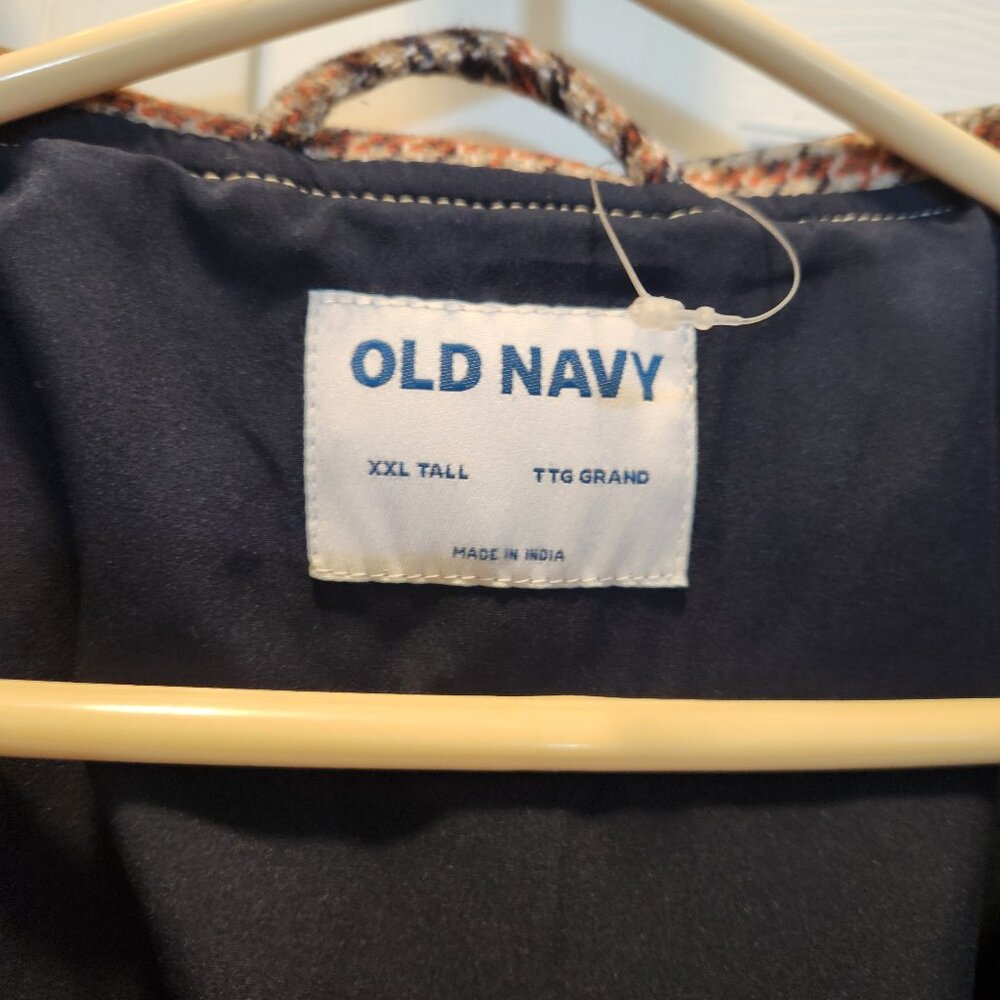 OLD NAVY
XXL TALL TTG GRAND
MADE IN INDIA